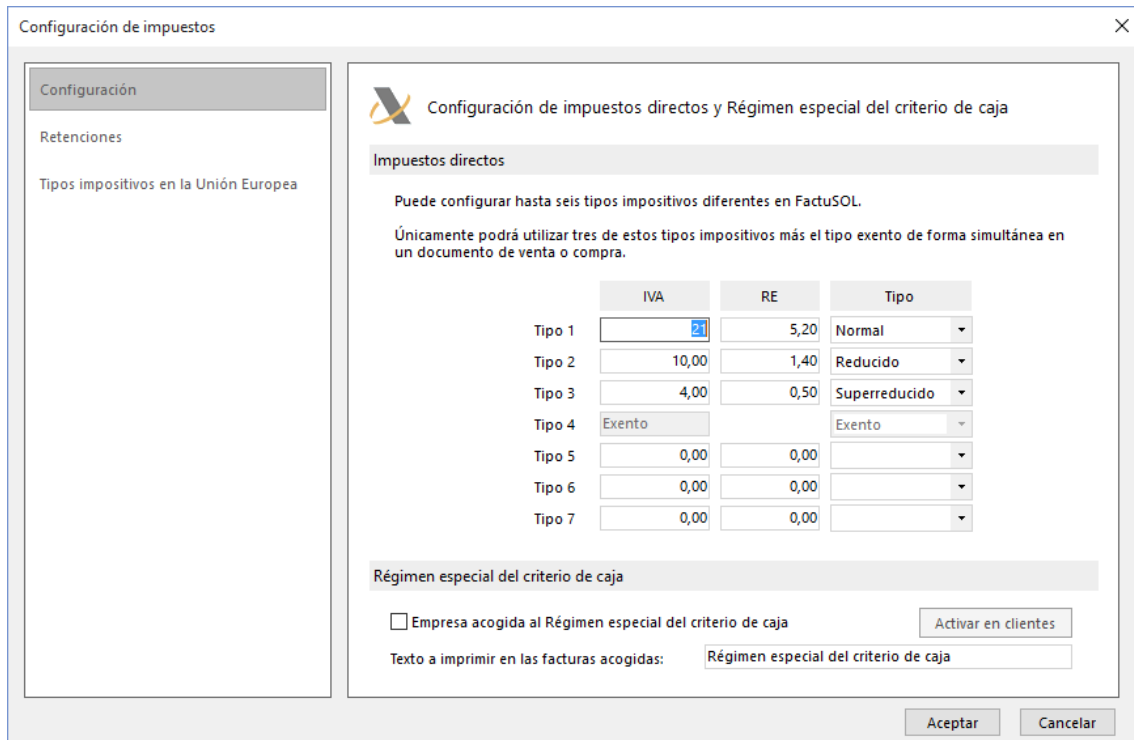 Configuración de impuestos
Configuración
Retenciones
Tipos impositivos en la Unión Europea
Configuración de impuestos directos y Régimen especial del criterio de caja
Impuestos directos
Puede configurar hasta seis tipos impositivos diferentes en FactuSOL.
Únicamente podrá utilizar tres de estos tipos impositivos más el tipo exento de forma simultánea en
un documento de venta o compra.
IVA RE Tipo
Tipo 1 21 5,20 Normal
Tipo 2 10,00 1,40 Reducido
Tipo 3 4,00 0,50 Superreducido
Tipo 4 Exento Exento
Tipo 5 0,00 0,00
Tipo 6 0,00 0,00
Tipo 7 0,00 0,00
Régimen especial del criterio de caja
Empresa acogida al Régimen especial del criterio de caja Activar en clientes
Texto a imprimir en las facturas acogidas: Régimen especial del criterio de caja
Aceptar Cancelar